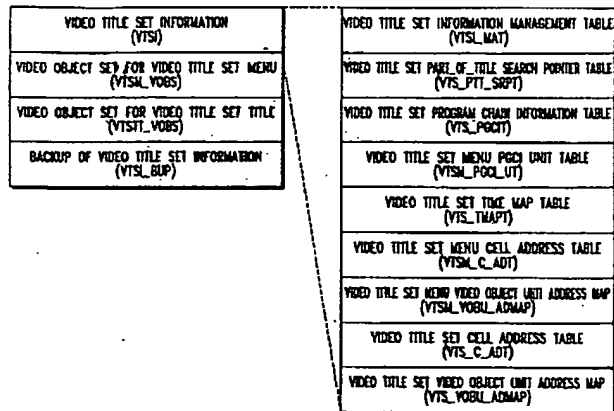 VIDEO TITLE SET INFORMATION
(VTSI)
VIDEO OBJECT SET FOR VIDEO TITLE SET MENU
(VTSM_VOBS)
VIDEO OBJECT SET FOR VIDEO TITLE SET TITLE
(VTSTT_VOBS)
BACKUP OF VIDEO TITLE SET INFORMATION
(VTSI_BUP)
VIDEO TITLE SET INFORMATION MANAGEMENT TABLE
(VTSI_MAT)
VIDEO TITLE SET PART_OF_TITLE SEARCH POINTER TABLE
(VTS_PTT_SRPT)
VIDEO TITLE SET PROGRAM CHAIN INFORMATION TABLE
(VTS_PGCIT)
VIDEO TITLE SET MENU PGCI UNIT TABLE
(VTSM_PGCI_UT)
VIDEO TITLE SET TIME MAP TABLE
(VTS_TMAPT)
VIDEO TITLE SET MENU CELL ADDRESS TABLE
(VTSM_C_ADT)
VIDEO TITLE SET MENU VIDEO OBJECT UNIT ADDRESS MAP
(VTSM_VOBU_ADMAP)
VIDEO TITLE SET CELL ADDRESS TABLE
(VTS_C_ADT)
VIDEO TITLE SET VIDEO OBJECT UNIT ADDRESS MAP
(VTS_VOBU_ADMAP)